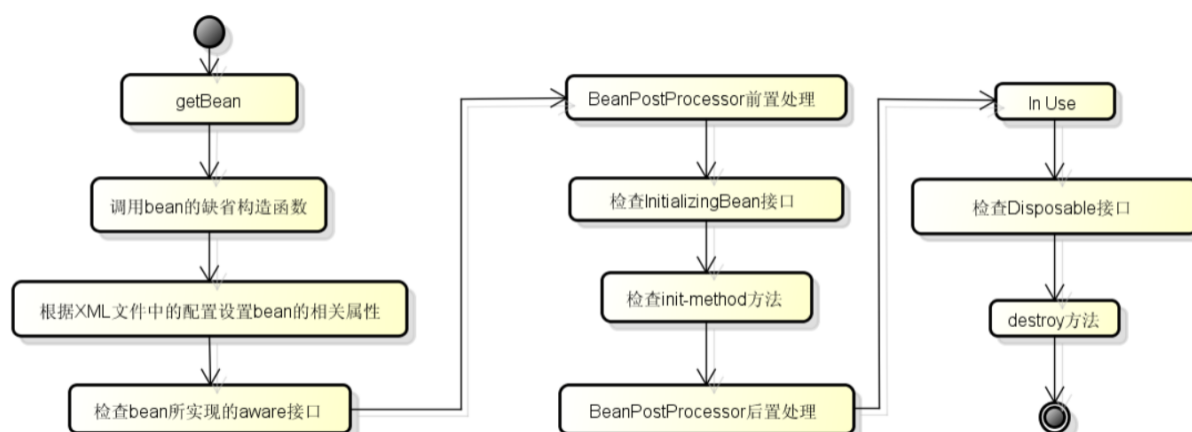 getBean
调用bean的缺省构造函数
根据XML文件中的配置设置bean的相关属性
检查bean所实现的aware接口
BeanPostProcessor前置处理
检查InitializingBean接口
检查init-method方法
BeanPostProcessor后置处理
In Use
检查Disposable接口
destroy方法